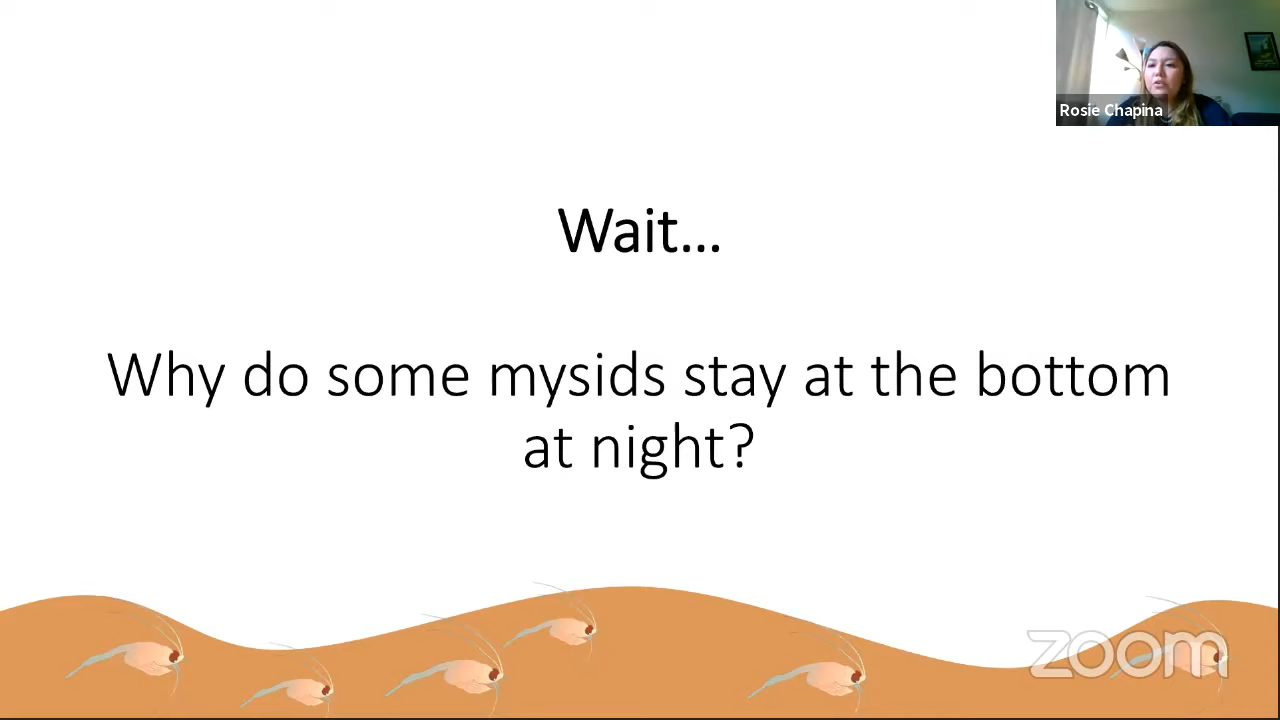 Rosie Chapina
Wait...
Why do some mysids stay at the bottom
at night?
zoom